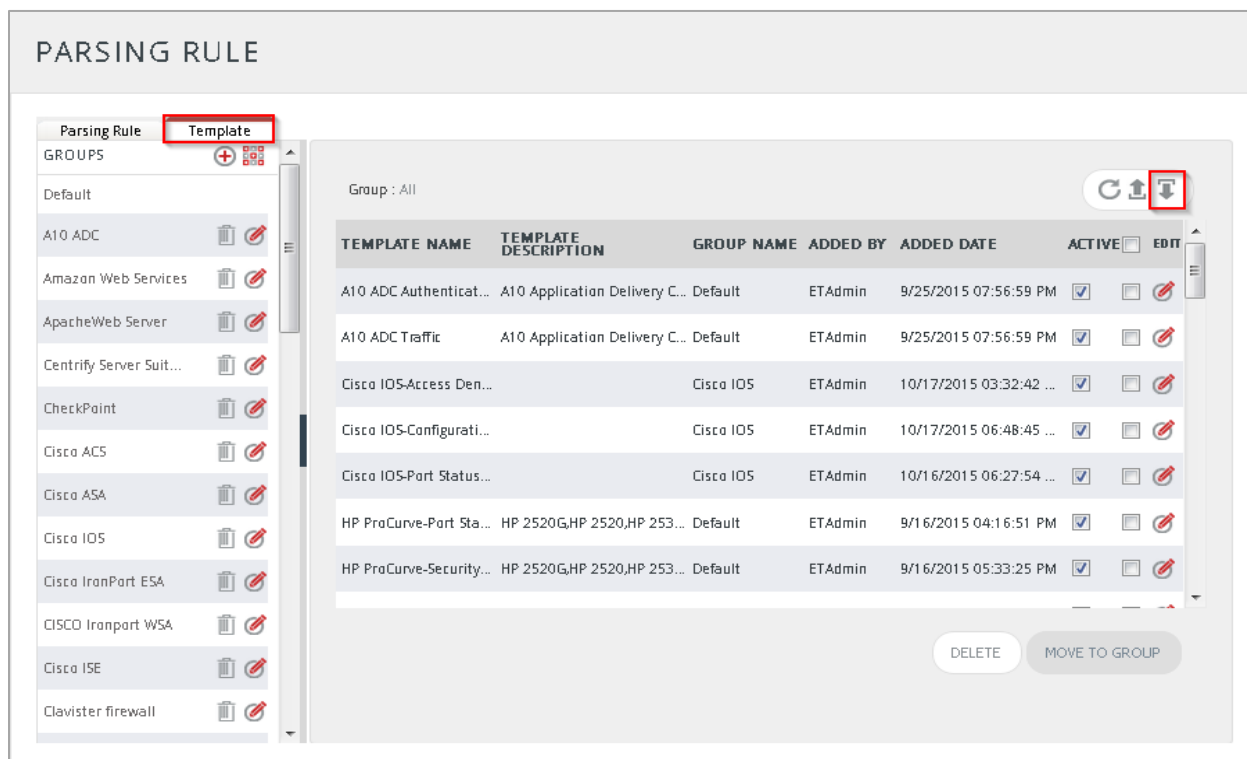 PARSING RULE
Parsing Rule Template
GROUPS
Default
A10 ADC
Amazon Web Services
ApacheWeb Server
Centrify Server Suit...
CheckPoint
Cisco ACS
Cisco ASA
Cisco IOS
Cisco IronPort ESA
CISCO Ironport WSA
Cisco ISE
Clavister firewall
Group : All
TEMPLATE NAME TEMPLATE DESCRIPTION GROUP NAME ADDED BY ADDED DATE ACTIVE EDIT
A10 ADC Authenticat... A10 Application Delivery C... Default ETAdmin 9/25/2015 07:56:59 PM
A10 ADC Traffic A10 Application Delivery C... Default ETAdmin 9/25/2015 07:56:59 PM
Cisco IOS-Access Den... Cisco IOS ETAdmin 10/17/2015 03:32:42 ...
Cisco IOS-Configurati... Cisco IOS ETAdmin 10/17/2015 06:48:45 ...
Cisco IOS-Port Status... Cisco IOS ETAdmin 10/16/2015 06:27:54 ...
HP ProCurve-Port Sta... HP 2520G,HP 2520,HP 253... Default ETAdmin 9/16/2015 04:16:51 PM
HP ProCurve-Security... HP 2520G,HP 2520,HP 253... Default ETAdmin 9/16/2015 05:33:25 PM
DELETE MOVE TO GROUP